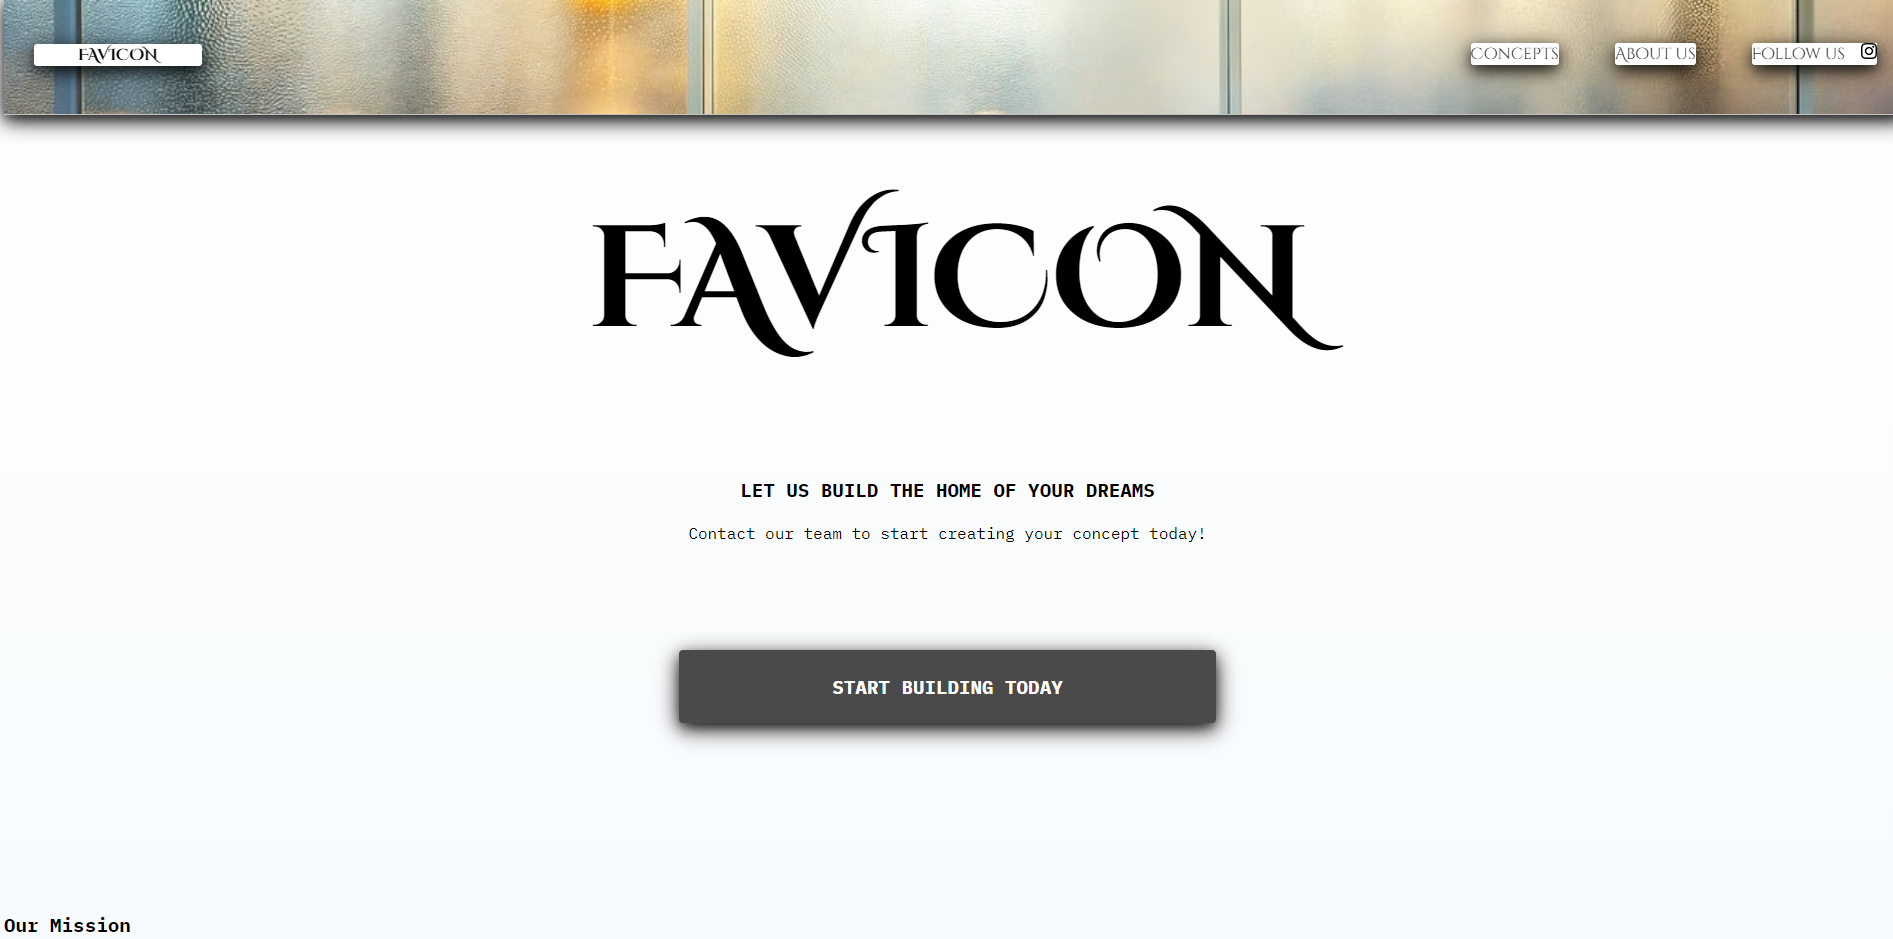 FAVICON
CONCEPTS
ABOUT US
FOLLOW US
FAVICON
LET US BUILD THE HOME OF YOUR DREAMS
Contact our team to start creating your concept today!
START BUILDING TODAY
Our Mission